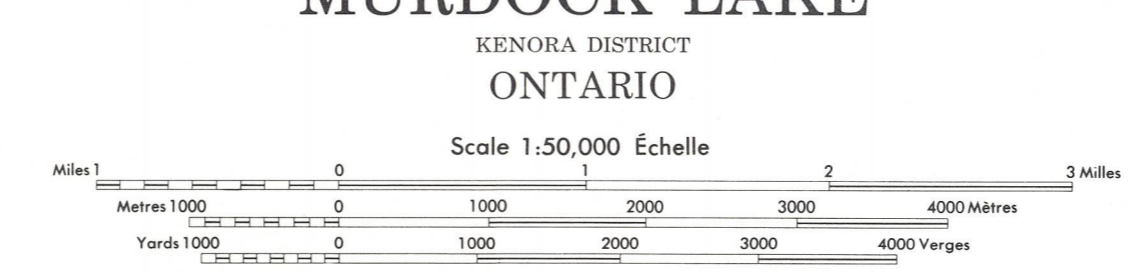 MURDOCK LAKE
KENORA DISTRICT
ONTARIO
Scale 1:50,000 Échelle
Miles 1 0 1 2 3 Milles
Metres 1000 0 1000 2000 3000 4000 Mètres
Yards 1000 0 1000 2000 3000 4000 Verges